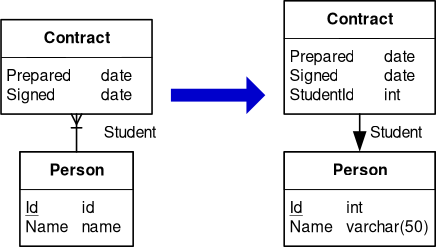 Contract
Prepared date
Signed date
Student
Person
Id id
Name name
Contract
Prepared date
Signed date
StudentId int
Student
Person
Id int
Name varchar(50)